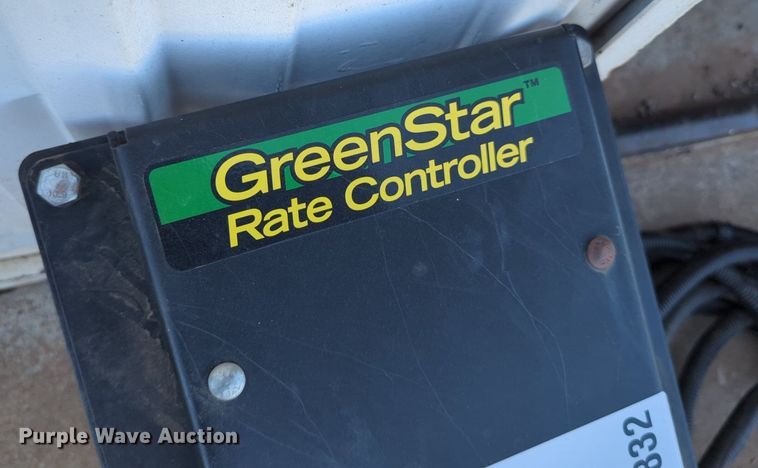 GreenStar™
Rate Controller
832
Purple Wave Auction